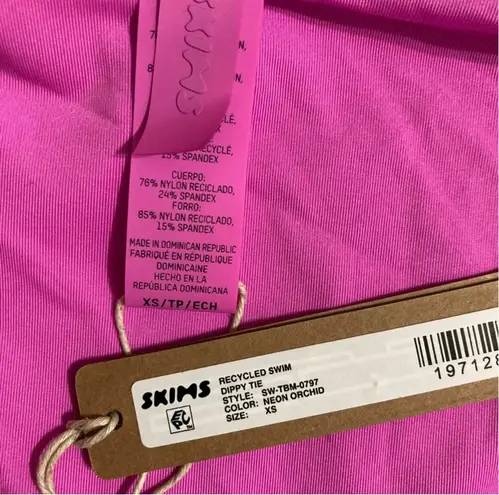 SKIMS
CLÉ,
RECYCLÉ,
15% SPANDEX
CUERPO:
76% NYLON RECICLADO,
24% SPANDEX
FORRO:
85% NYLON RECICLADO,
15% SPANDEX
MADE IN DOMINICAN REPUBLIC
FABRIQUÉ EN RÉPUBLIQUE
DOMINICAINE
HECHO EN LA
REPÚBLICA DOMINICANA
XS/TP/ECH
SKIMS
RECYCLED SWIM
DIPPY TIE
STYLE: SW-TBM-0797
COLOR: NEON ORCHID
SIZE: XS
197128